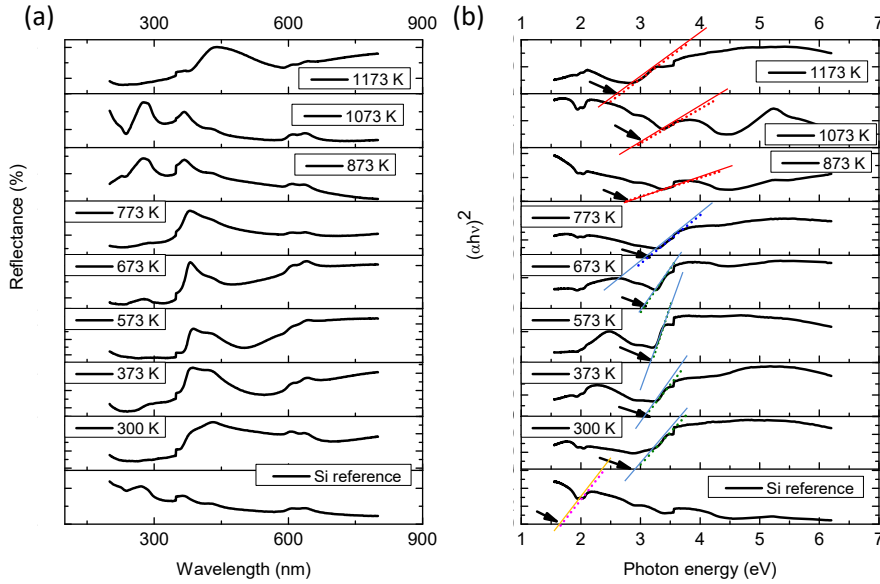 (a)
300 600 900
1173 K
1073 K
873 K
773 K
673 K
573 K
373 K
300 K
Si reference
300 600 900
Wavelength (nm)
Reflectance (%)
(b)
1 2 3 4 5 6 7
1173 K
1073 K
873 K
773 K
673 K
573 K
373 K
300 K
Si reference
1 2 3 4 5 6 7
Photon energy (eV)
(αhν)²